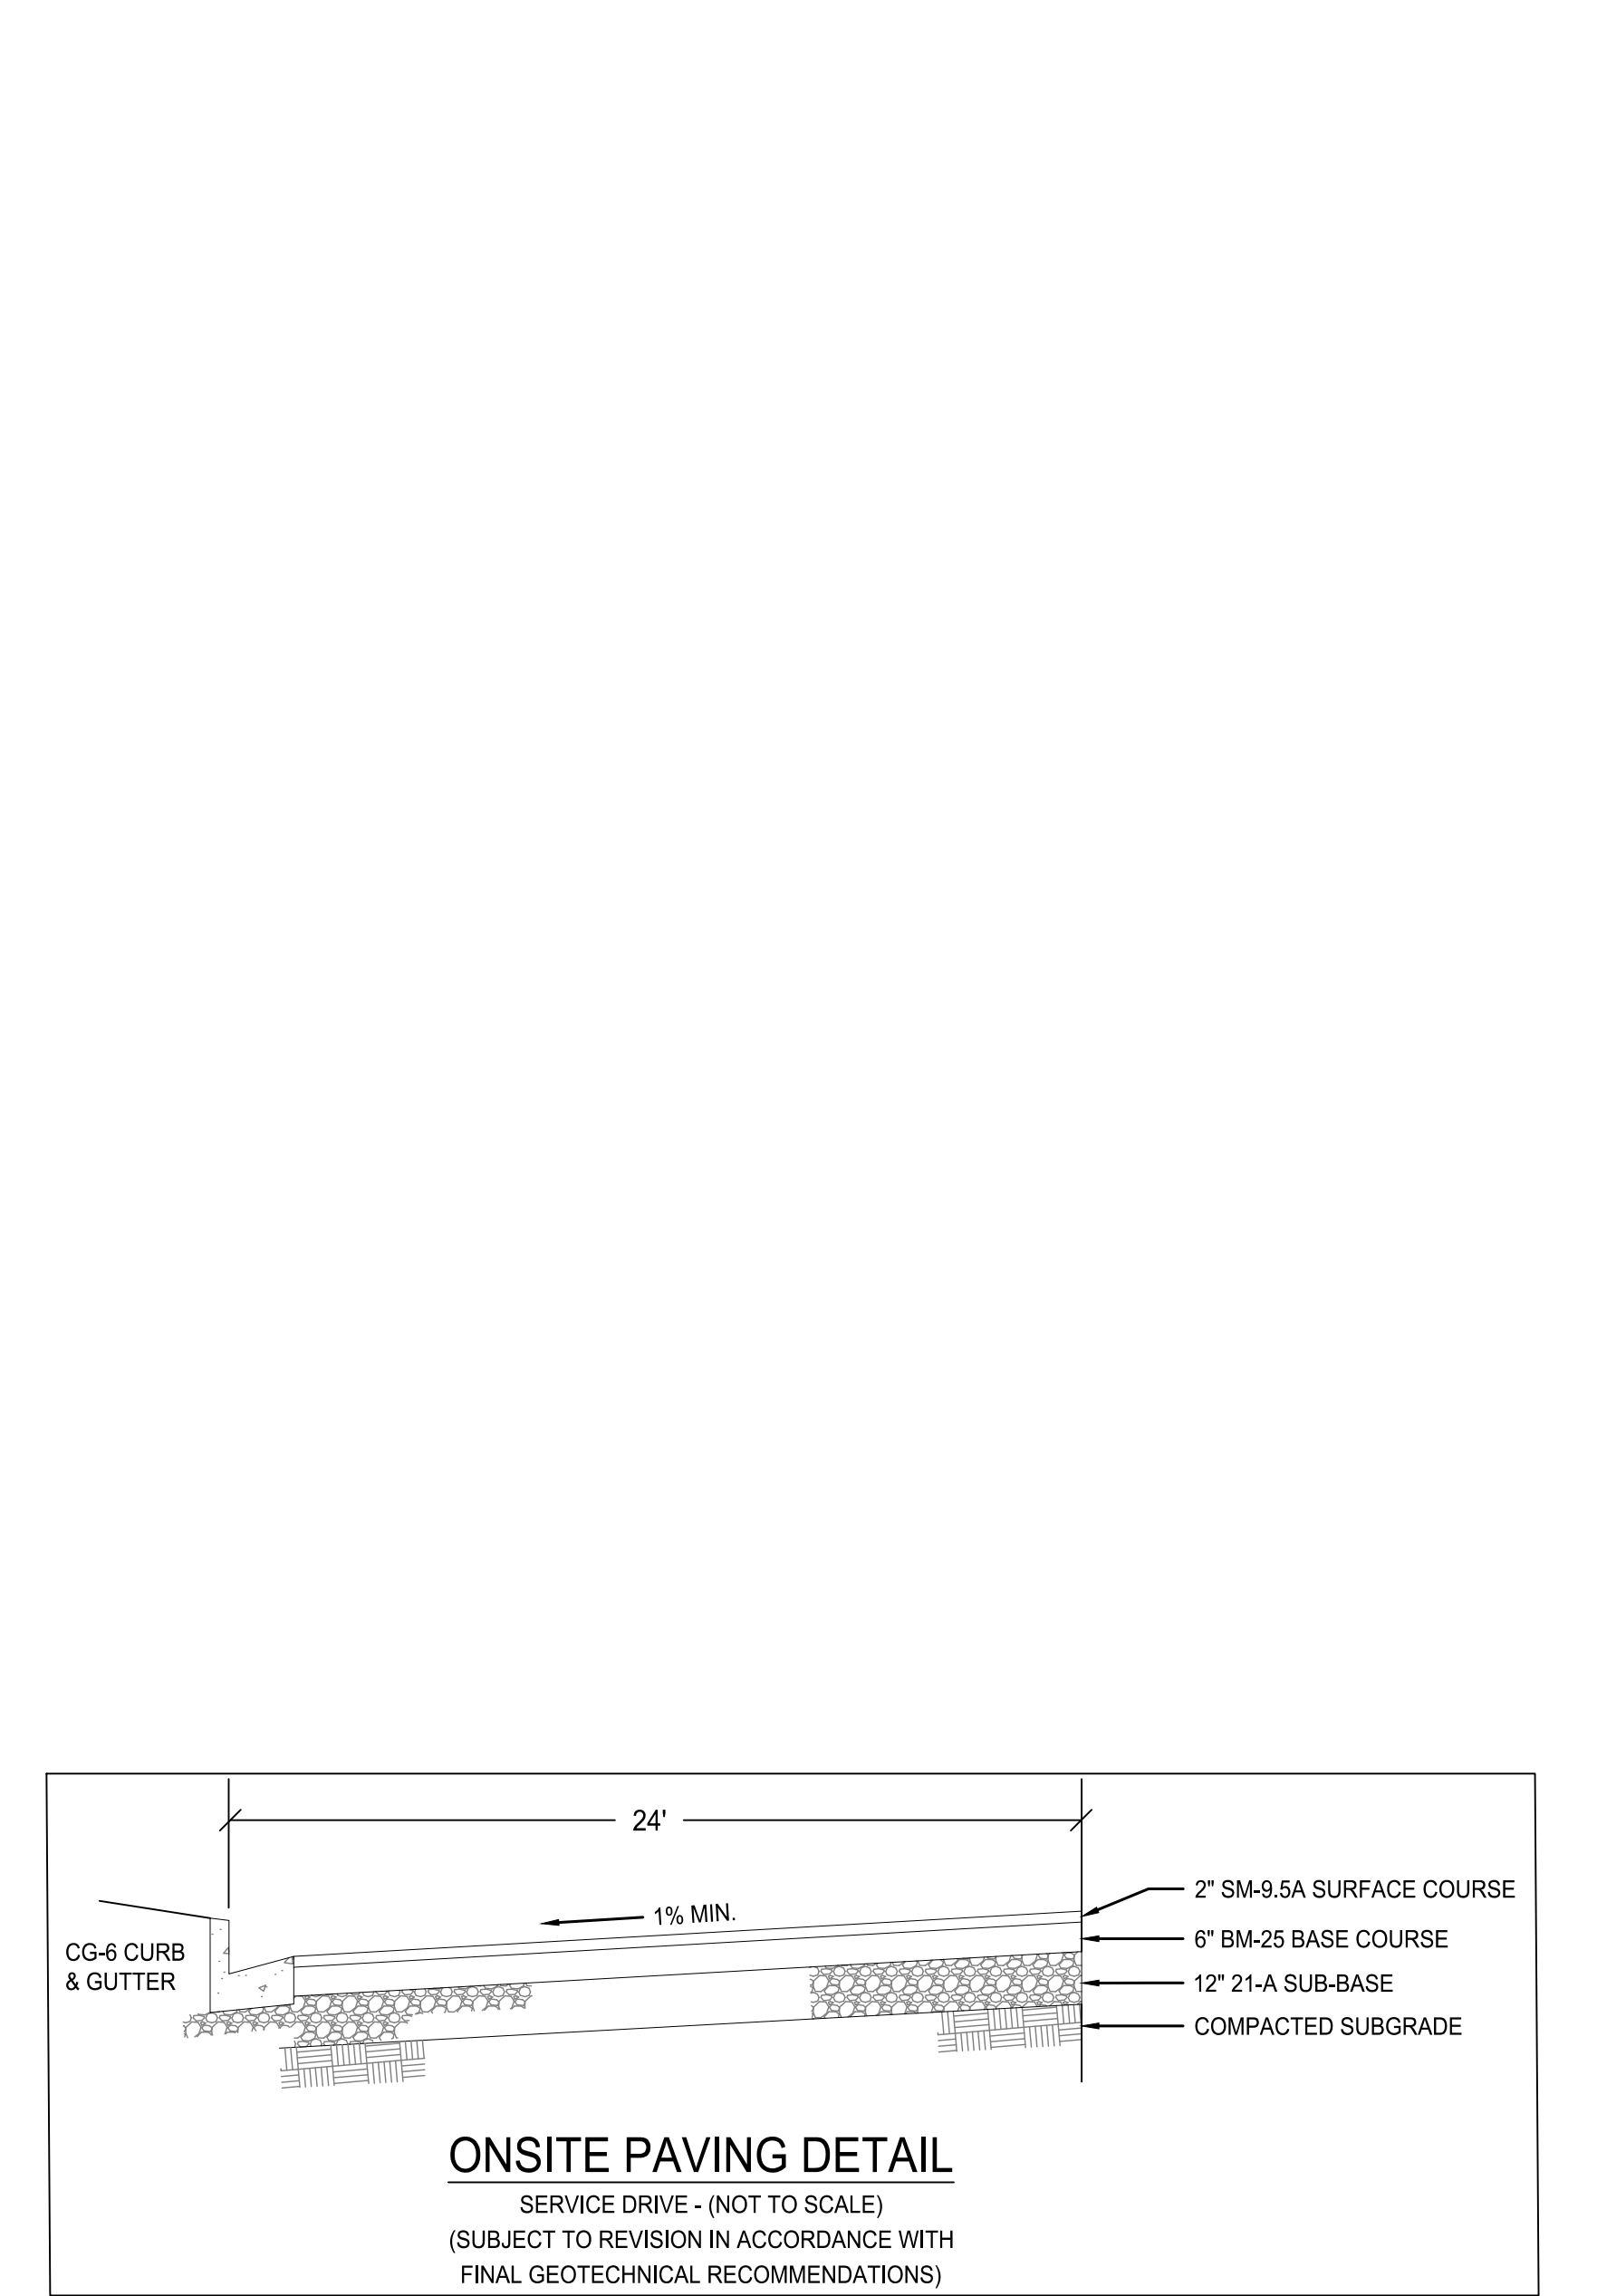 24'
1% MIN.
CG-6 CURB
& GUTTER
2" SM-9.5A SURFACE COURSE
6" BM-25 BASE COURSE
12" 21-A SUB-BASE
COMPACTED SUBGRADE
ONSITE PAVING DETAIL
SERVICE DRIVE - (NOT TO SCALE)
(SUBJECT TO REVISION IN ACCORDANCE WITH
FINAL GEOTECHNICAL RECOMMENDATIONS)